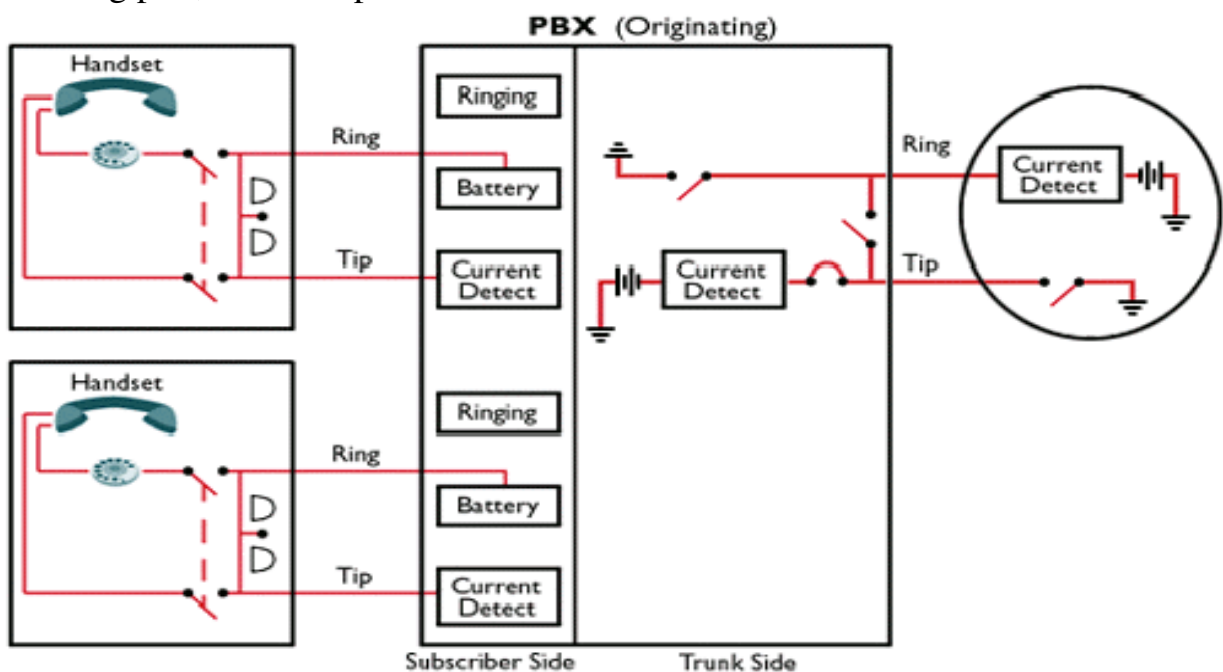 PBX (Originating)
Handset
Ring
Tip
Ringing
Battery
Current
Detect
Current
Detect
Ring
Tip
Current
Detect
Handset
Ring
Tip
Ringing
Battery
Current
Detect
Subscriber Side
Trunk Side